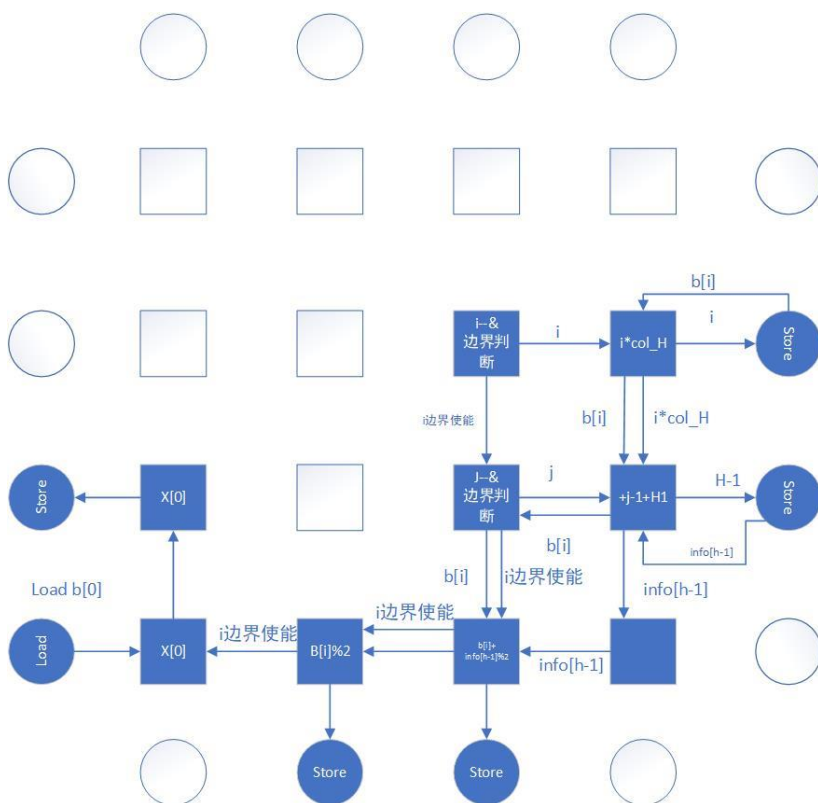 b[i]
i--&
边界判
断
i
i*col_H
i
Store
i边界使能
b[i]
i*col_H
Store
X[0]
J--&
边界判
断
j
+j-1+H1
H-1
Store
b[i]
info[h-1]
Load b[0]
b[i]
i边界使能
info[h-1]
i边界使能
i边界使能
Load
X[0]
B[i]%2
b[i]+
info[h-1]%2
info[h-1]
Store
Store